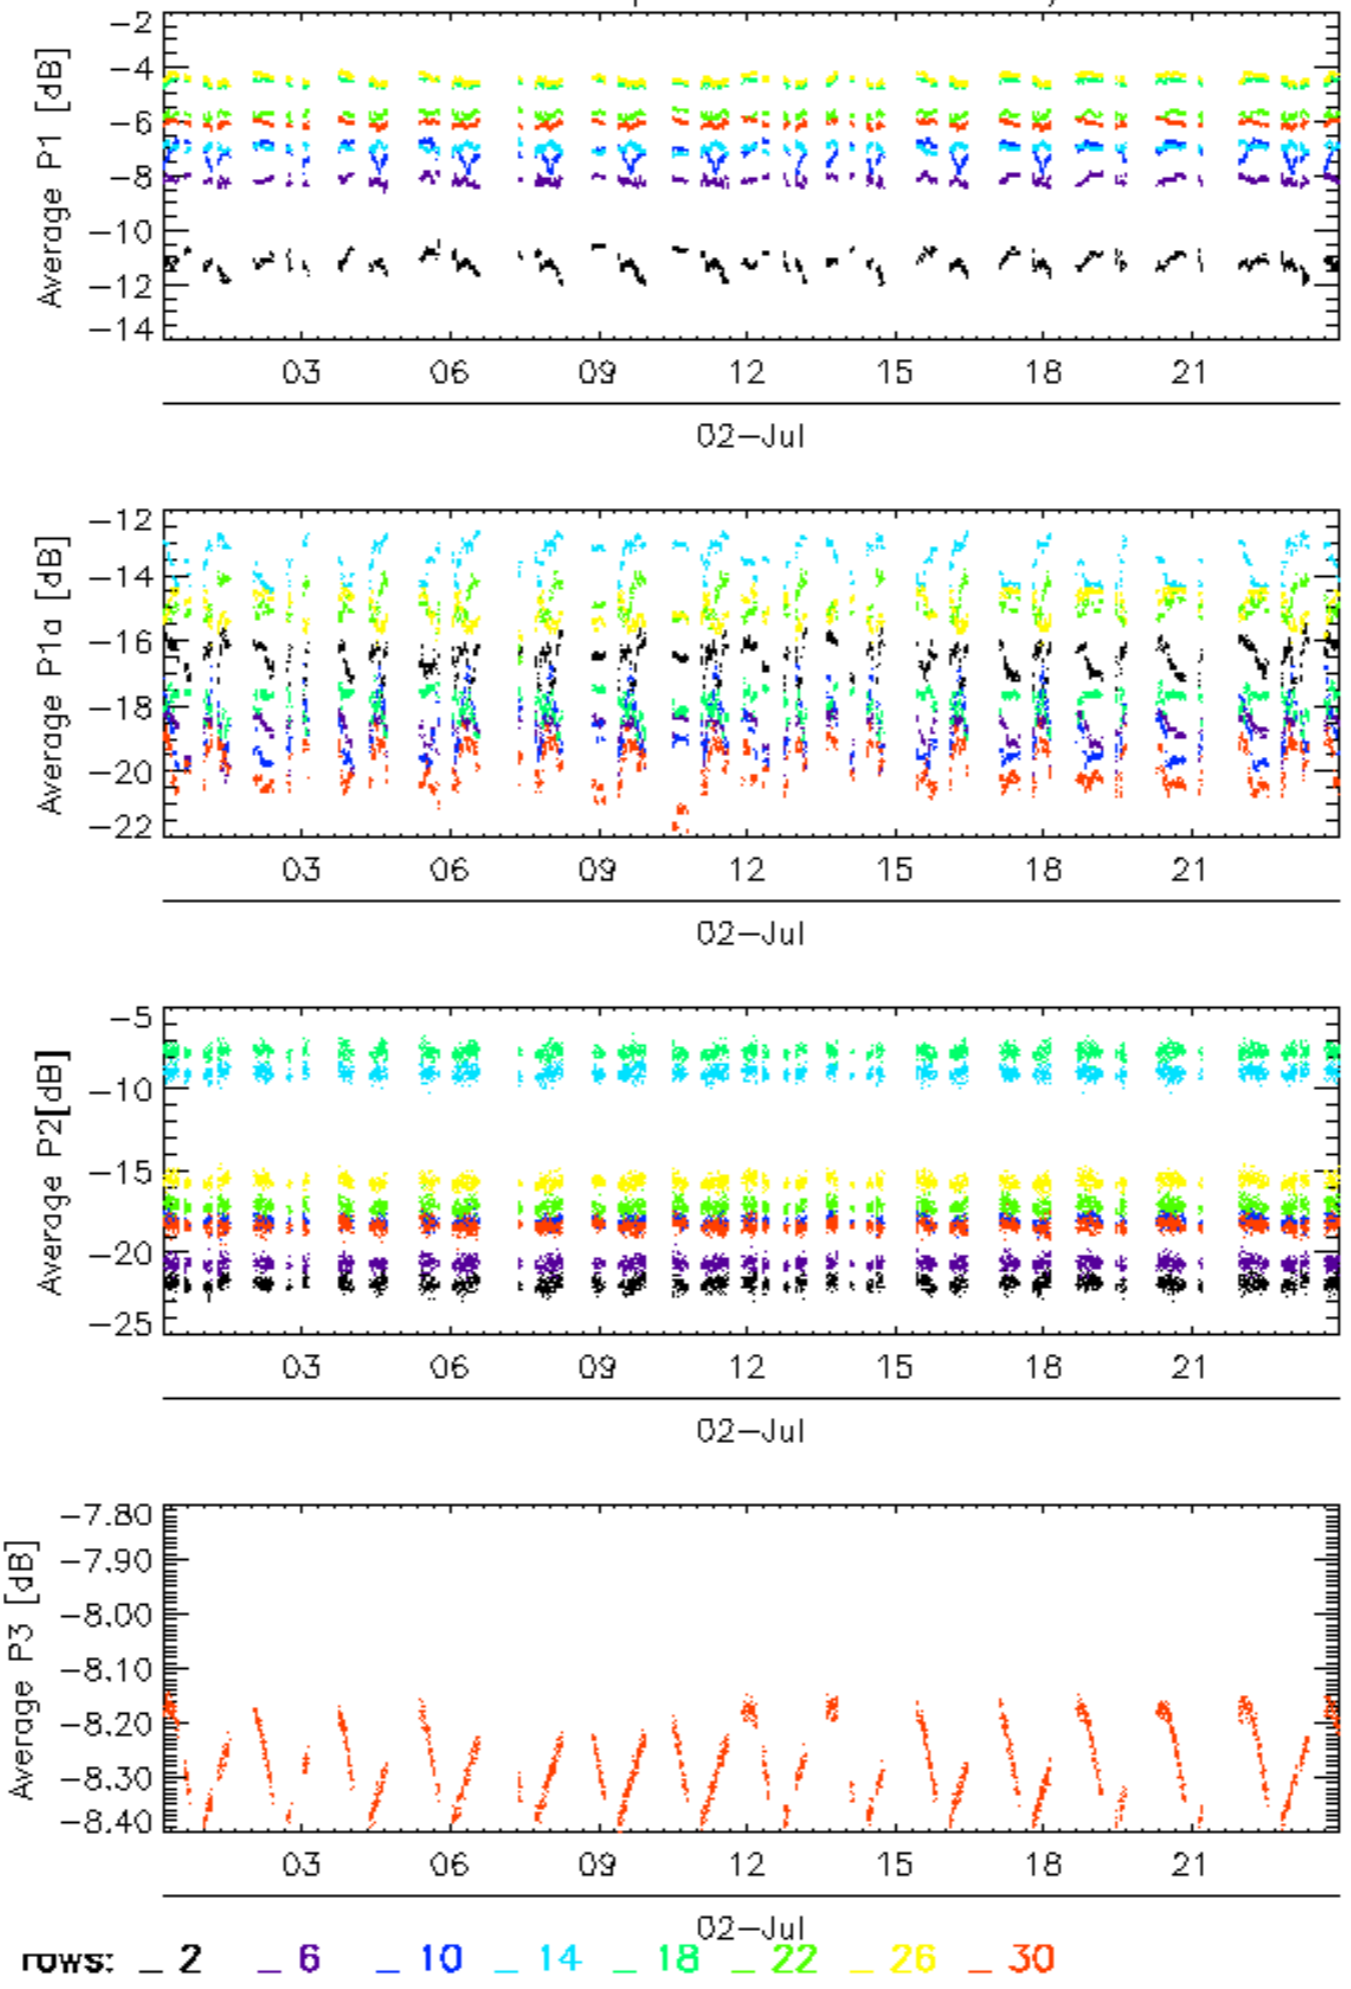 Average P1 [dB]
-2
-4
-6
-8
-10
-12
-14
03 06 09 12 15 18 21
02-Jul
Average P1a [dB]
-12
-14
-16
-18
-20
-22
03 06 09 12 15 18 21
02-Jul
Average P2[dB]
-5
-10
-15
-20
-25
03 06 09 12 15 18 21
02-Jul
Average P3 [dB]
-7.80
-7.90
-8.00
-8.10
-8.20
-8.30
-8.40
03 06 09 12 15 18 21
02-Jul
rows: _ 2 _ 6 _ 10 _ 14 _ 18 _ 22 _ 26 _ 30